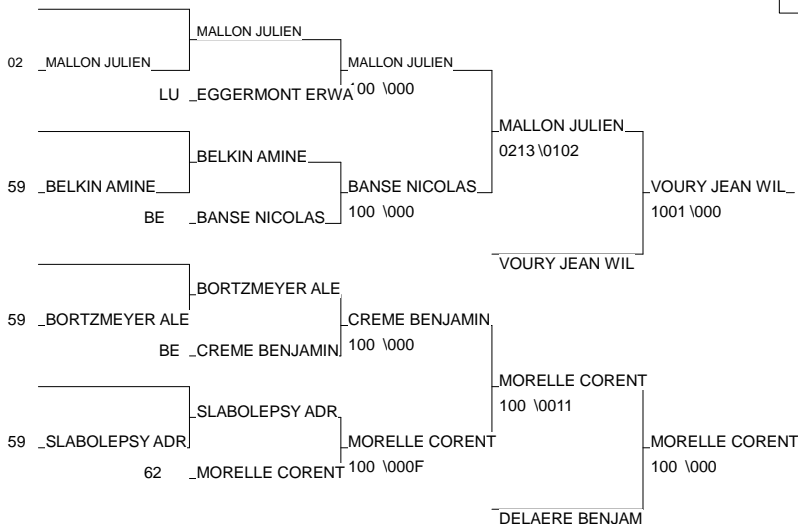 MALLON JULIEN
02 MALLON JULIEN MALLON JULIEN
LU EGGERMONT ERWA 100 \000
MALLON JULIEN
0213 \0102
BELKIN AMINE
59 BELKIN AMINE BANSE NICOLAS VOURY JEAN WIL
BE BANSE NICOLAS 100 \000 1001 \000
VOURY JEAN WIL
BORTZMEYER ALE
59 BORTZMEYER ALE CREME BENJAMIN
BE CREME BENJAMIN 100 \000
MORELLE CORENT
100 \0011
SLABOLEPSY ADR
59 SLABOLEPSY ADR MORELLE CORENT MORELLE CORENT
62 MORELLE CORENT 100 \000F 100 \000
DELAERE BENJAM